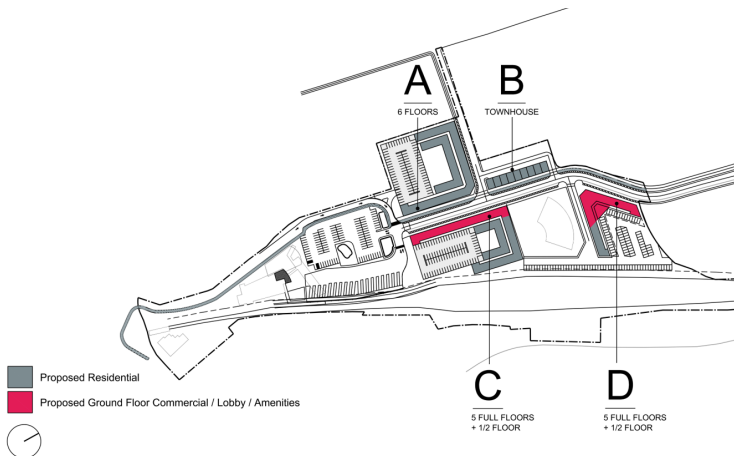 A
6 FLOORS
B
TOWNHOUSE
C
5 FULL FLOORS
+ 1/2 FLOOR
D
5 FULL FLOORS
+ 1/2 FLOOR
Proposed Residential
Proposed Ground Floor Commercial / Lobby / Amenities